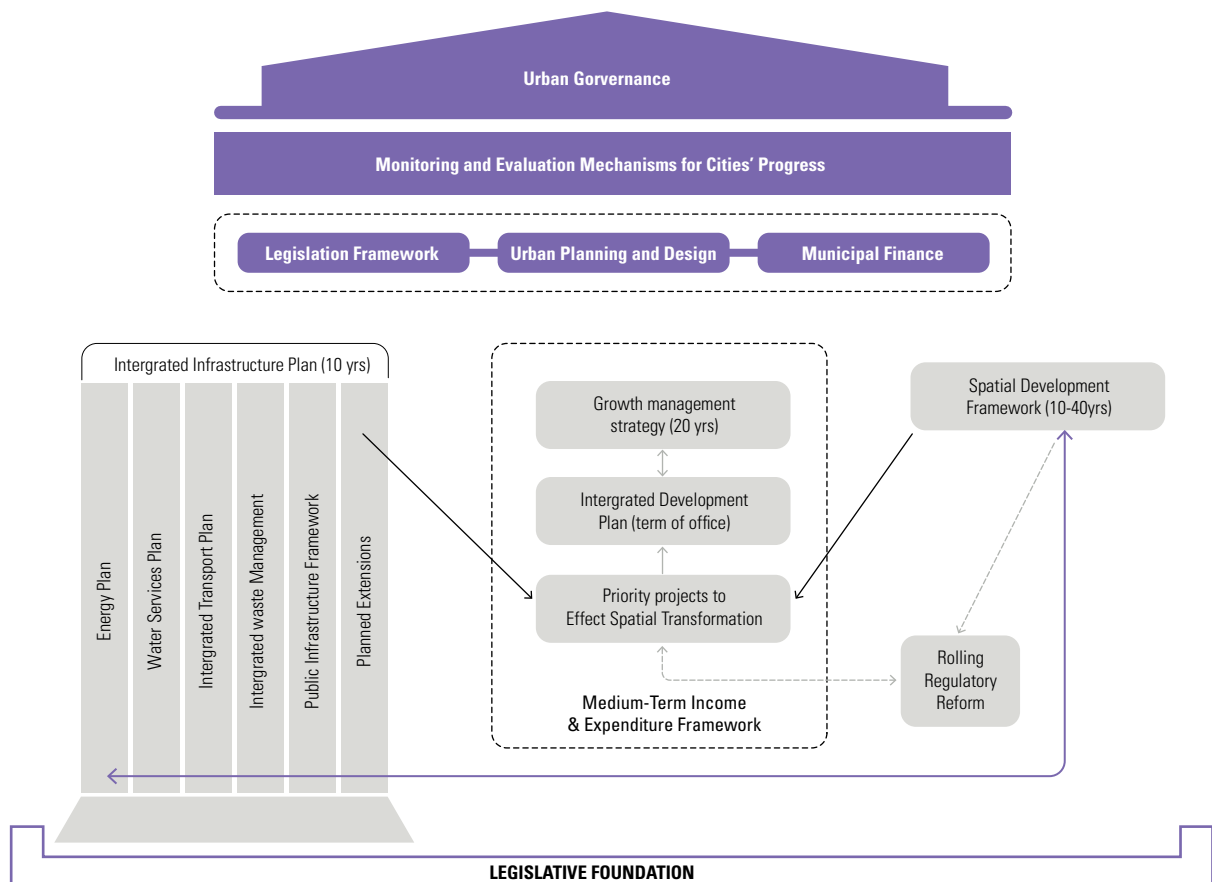 Urban Gorvernance
Monitoring and Evaluation Mechanisms for Cities’ Progress
Legislation Framework
Urban Planning and Design
Municipal Finance
Intergrated Infrastructure Plan (10 yrs)
Energy Plan
Water Services Plan
Intergrated Transport Plan
Intergrated waste Management
Public Infrastructure Framework
Planned Extensions
Growth management
strategy (20 yrs)
Intergrated Development
Plan (term of office)
Priority projects to
Effect Spatial Transformation
Medium-Term Income
& Expenditure Framework
Spatial Development
Framework (10-40yrs)
Rolling
Regulatory
Reform
LEGISLATIVE FOUNDATION